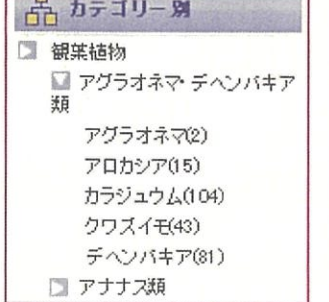 カテゴリー別
観葉植物
アグラオネマ・デヘンバキア
類
アグラオネマ(2)
アロカシア(15)
カラジュウム(104)
クワズイモ(43)
デヘンバキア(81)
アナナス類